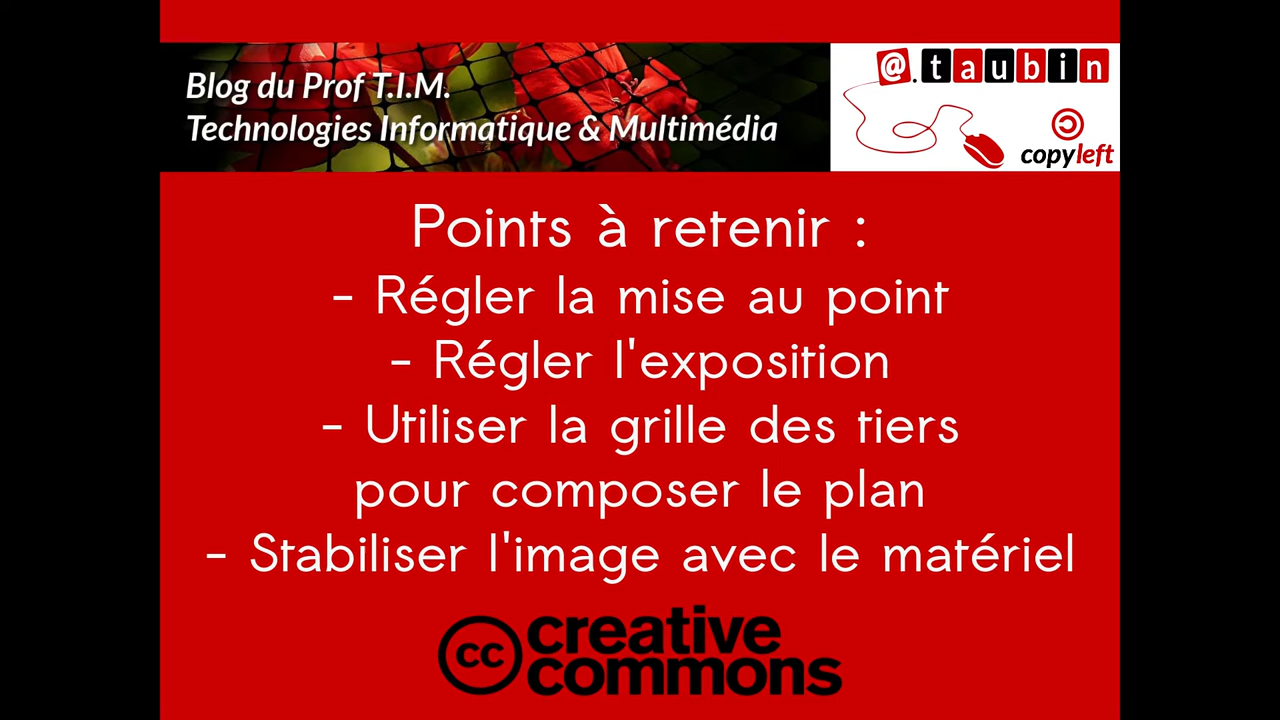 Blog du Prof T.I.M.
Technologies Informatique & Multimédia
@.taubin
copyleft
Points à retenir :
- Régler la mise au point
- Régler l'exposition
- Utiliser la grille des tiers
pour composer le plan
- Stabiliser l'image avec le matériel
cc creative
commons